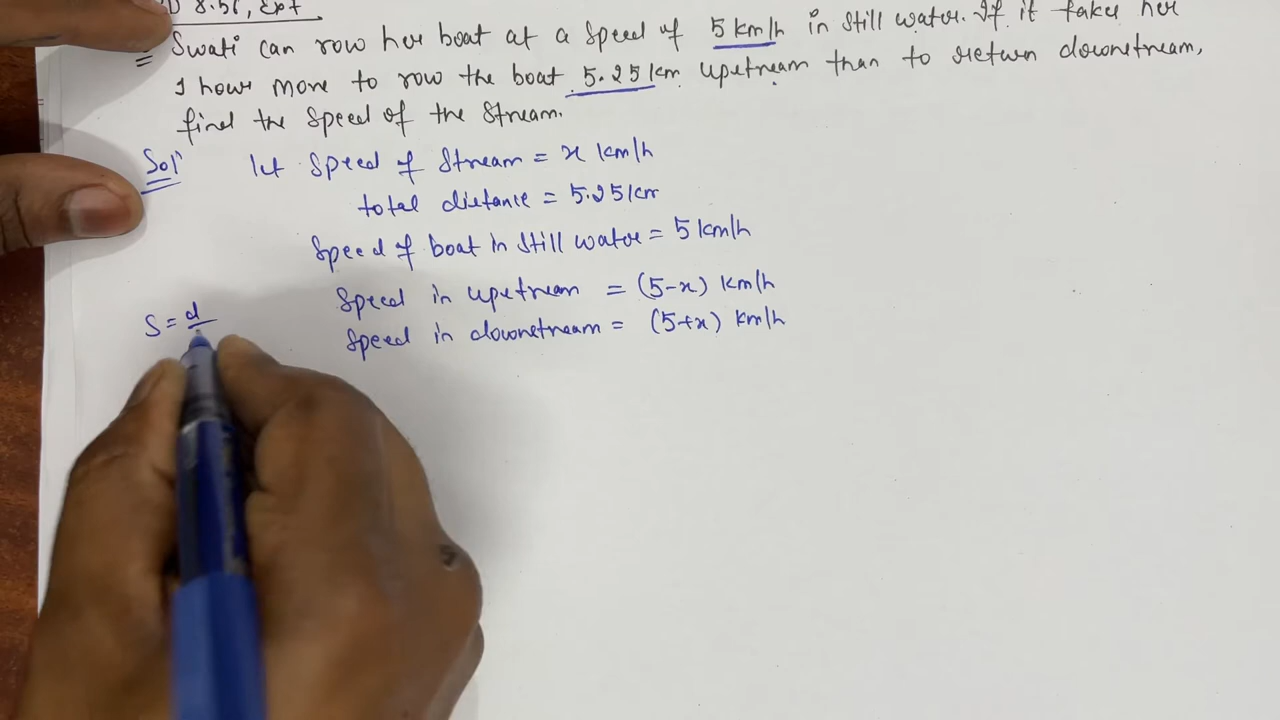 8.5
Swati can row her boat at a speed of 5 km/h in still water. If it takes her
1 hour more to row the boat 5.25 km upstream than to return downstream,
find the speed of the stream.
Sol let speed of stream = x km/h
total distance = 5.25 km
Speed of boat in still water = 5 km/h
Speed in upstream = (5-x) km/h
S = d
Speed in downstream = (5+x) km/h